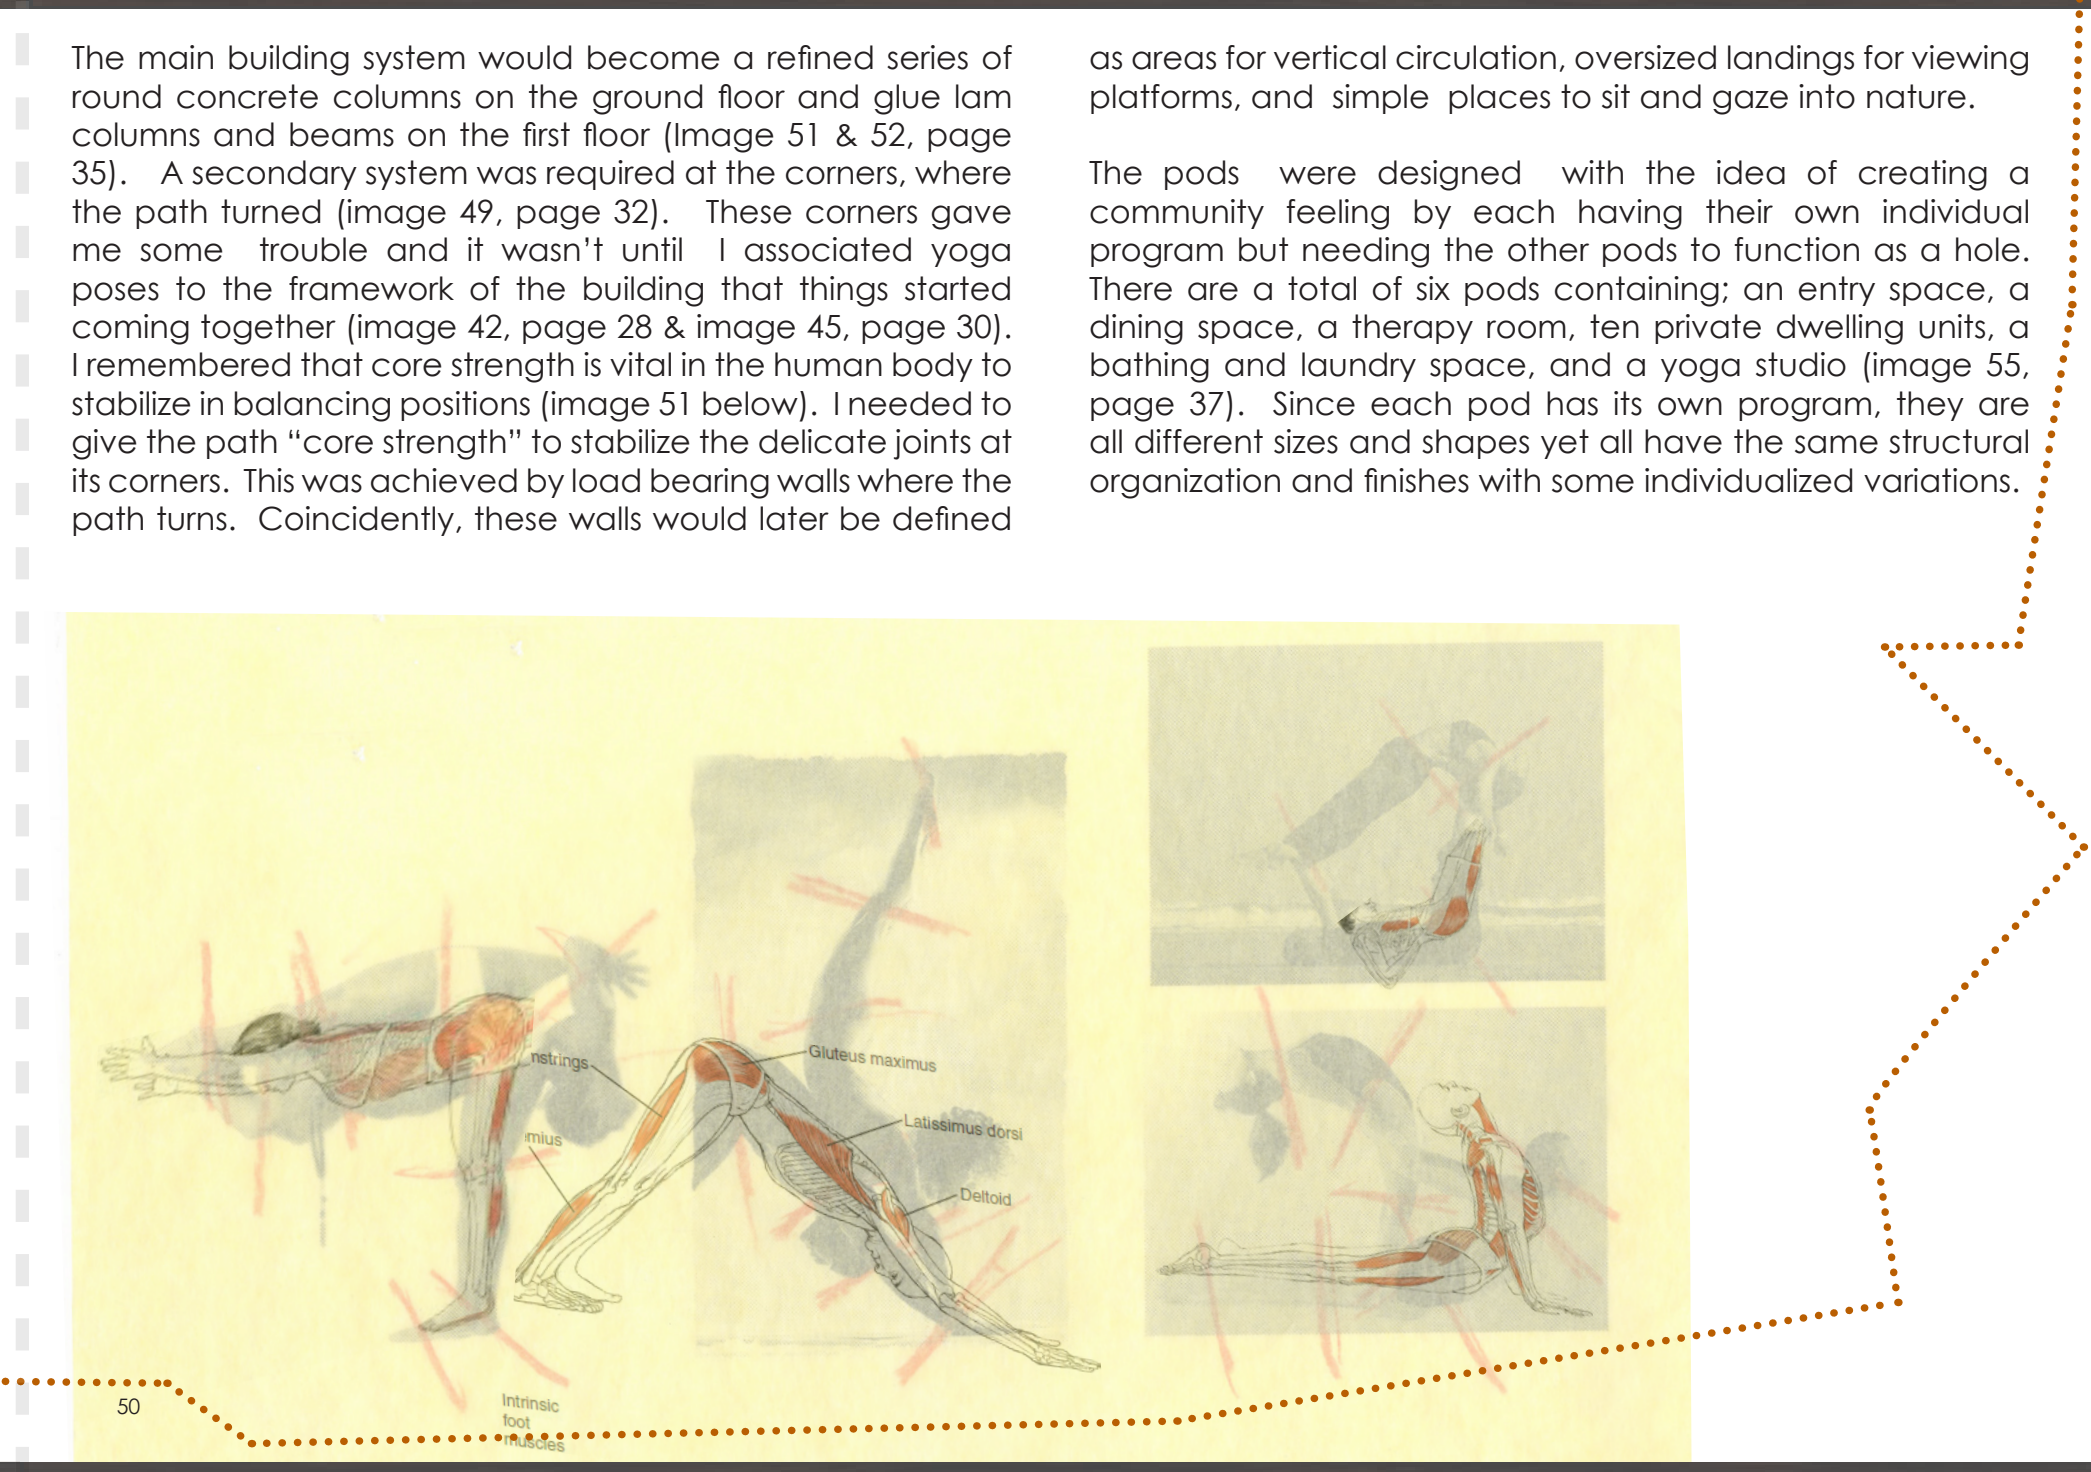 The main building system would become a refined series of
round concrete columns on the ground floor and glue lam
columns and beams on the first floor (Image 51 & 52, page
35). A secondary system was required at the corners, where
the path turned (image 49, page 32). These corners gave
me some trouble and it wasn't until I associated yoga
poses to the framework of the building that things started
coming together (image 42, page 28 & image 45, page 30).
I remembered that core strength is vital in the human body to
stabilize in balancing positions (image 51 below). I needed to
give the path “core strength” to stabilize the delicate joints at
its corners. This was achieved by load bearing walls where the
path turns. Coincidently, these walls would later be defined
as areas for vertical circulation, oversized landings for viewing
platforms, and simple places to sit and gaze into nature.
The pods were designed with the idea of creating a
community feeling by each having their own individual
program but needing the other pods to function as a hole.
There are a total of six pods containing; an entry space, a
dining space, a therapy room, ten private dwelling units, a
bathing and laundry space, and a yoga studio (image 55,
page 37). Since each pod has its own program, they are
all different sizes and shapes yet all have the same structural
organization and finishes with some individualized variations.
nstrings
Gluteus maximus
Latissimus dorsi
mius
Deltoid
Intrinsic
foot
muscles
50